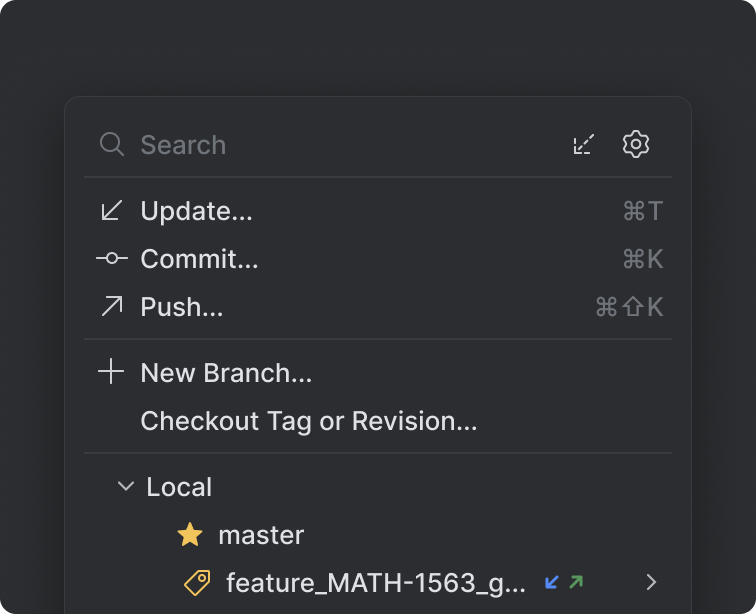 Search
Update... ⌘T
Commit... ⌘K
Push... ⌘⇧K
New Branch...
Checkout Tag or Revision...
Local
master
feature_MATH-1563_g...